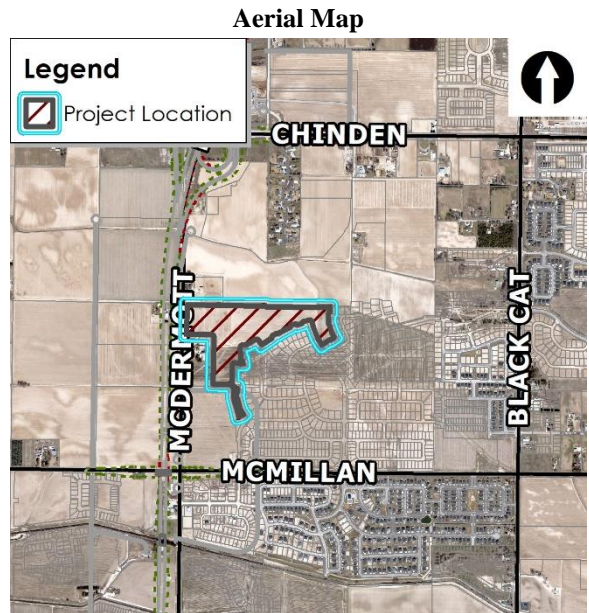 Aerial Map
Legend
Project Location
CHINDEN
MCDERMOTT
BLACK CAT
MCMILLAN